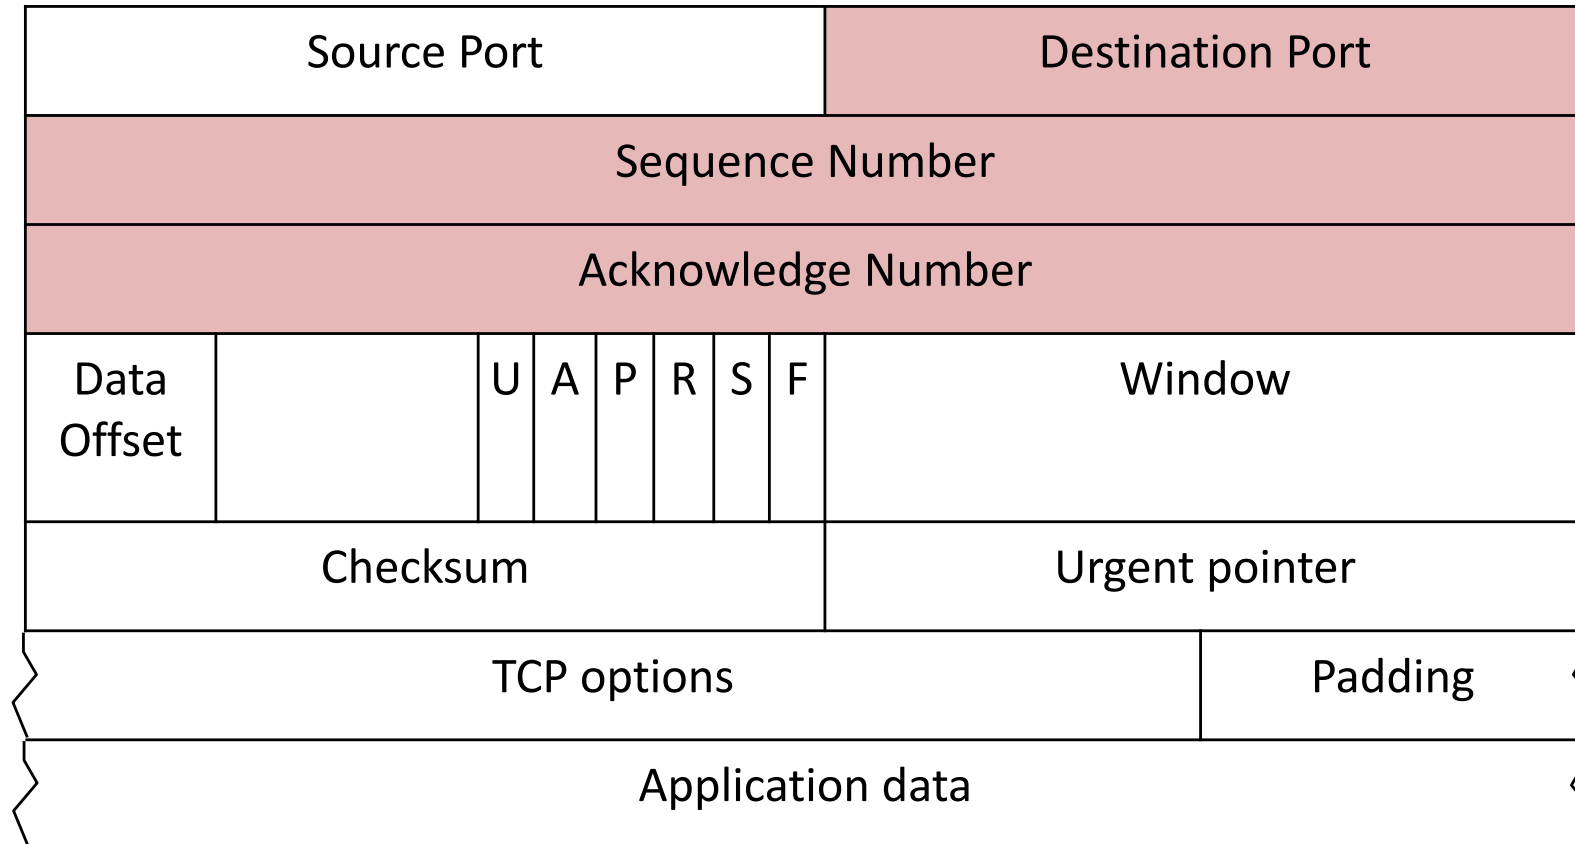 Source Port
Destination Port
Sequence Number
Acknowledge Number
Data
Offset
U
A
P
R
S
F
Window
Checksum
Urgent pointer
TCP options
Padding
Application data